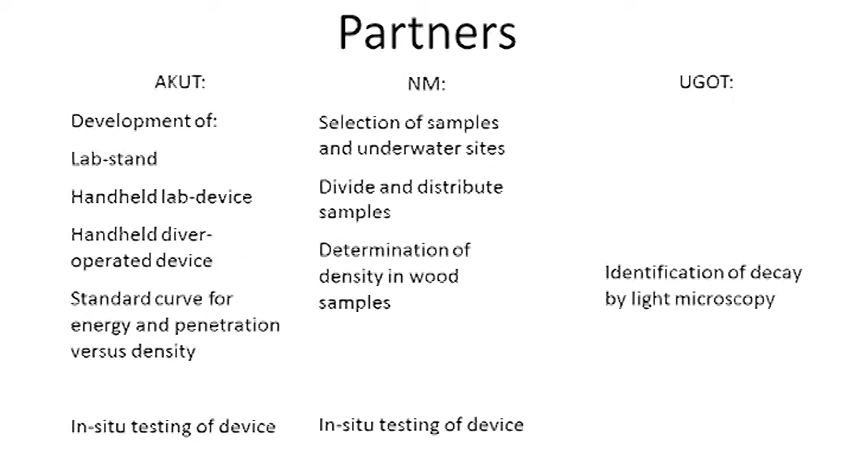 Partners
AKUT:
Development of:
Lab-stand
Handheld lab-device
Handheld diver-
operated device
Standard curve for
energy and penetration
versus density
In-situ testing of device
NM:
Selection of samples
and underwater sites
Divide and distribute
samples
Determination of
density in wood
samples
In-situ testing of device
UGOT:
Identification of decay
by light microscopy